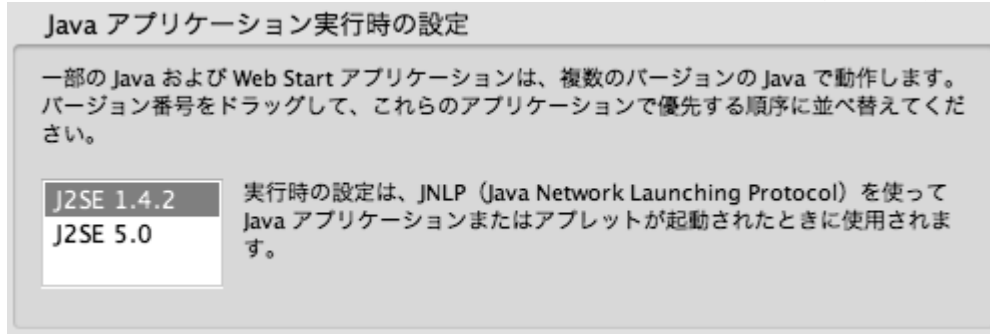 Java アプリケーション実行時の設定
一部の Java および Web Start アプリケーションは、複数のバージョンの Java で動作します。
バージョン番号をドラッグして、これらのアプリケーションで優先する順序に並べ替えてくだ
さい。
J2SE 1.4.2
J2SE 5.0
実行時の設定は、JNLP（Java Network Launching Protocol）を使って
Java アプリケーションまたはアプレットが起動されたときに使用されま
す。